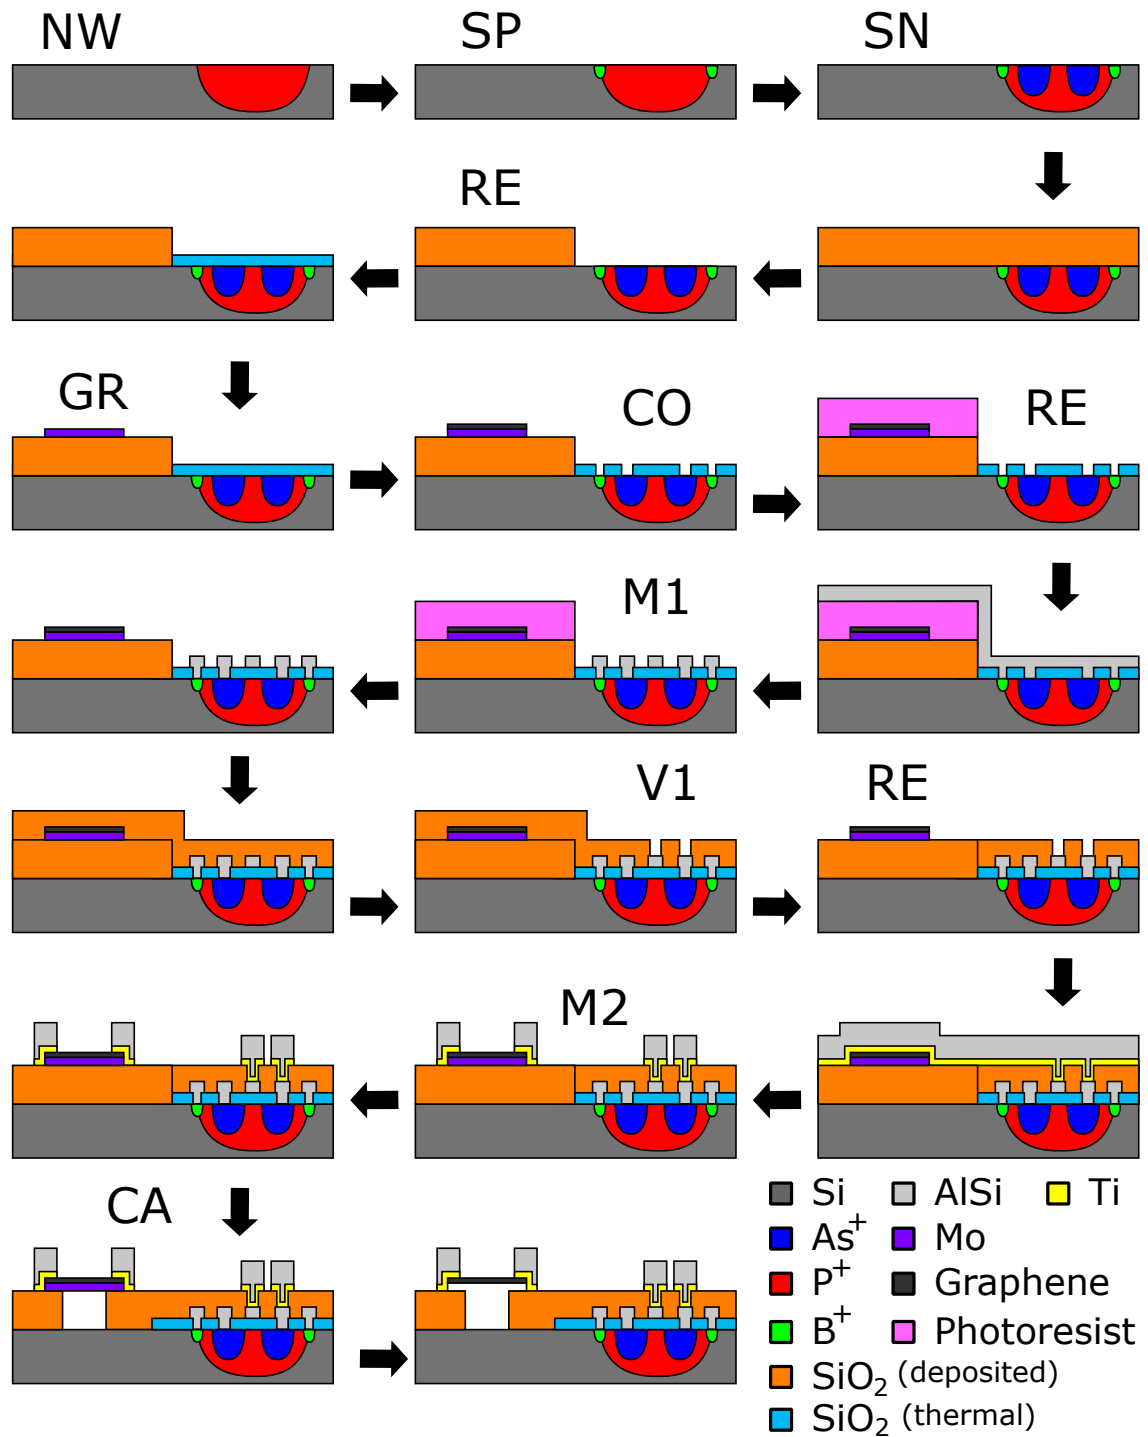 NW SP SN
RE
GR CO RE
M1
V1 RE
M2
CA
Si AlSi Ti
As+ Mo
P+ Graphene
B+ Photoresist
SiO2 (deposited)
SiO2 (thermal)